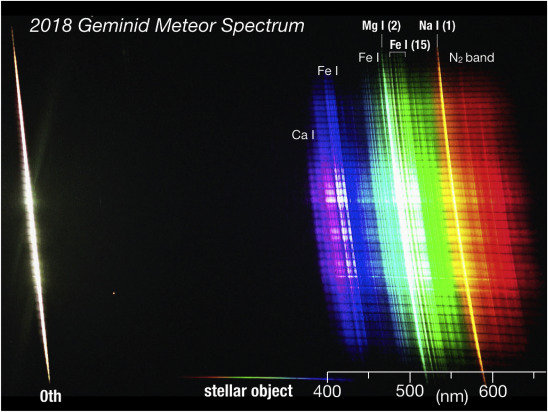 2018 Geminid Meteor Spectrum
Mg I (2) Na I (1)
Fe I Fe I (15) N₂ band
Fe I
Ca I
0th stellar object 400 500 (nm) 600